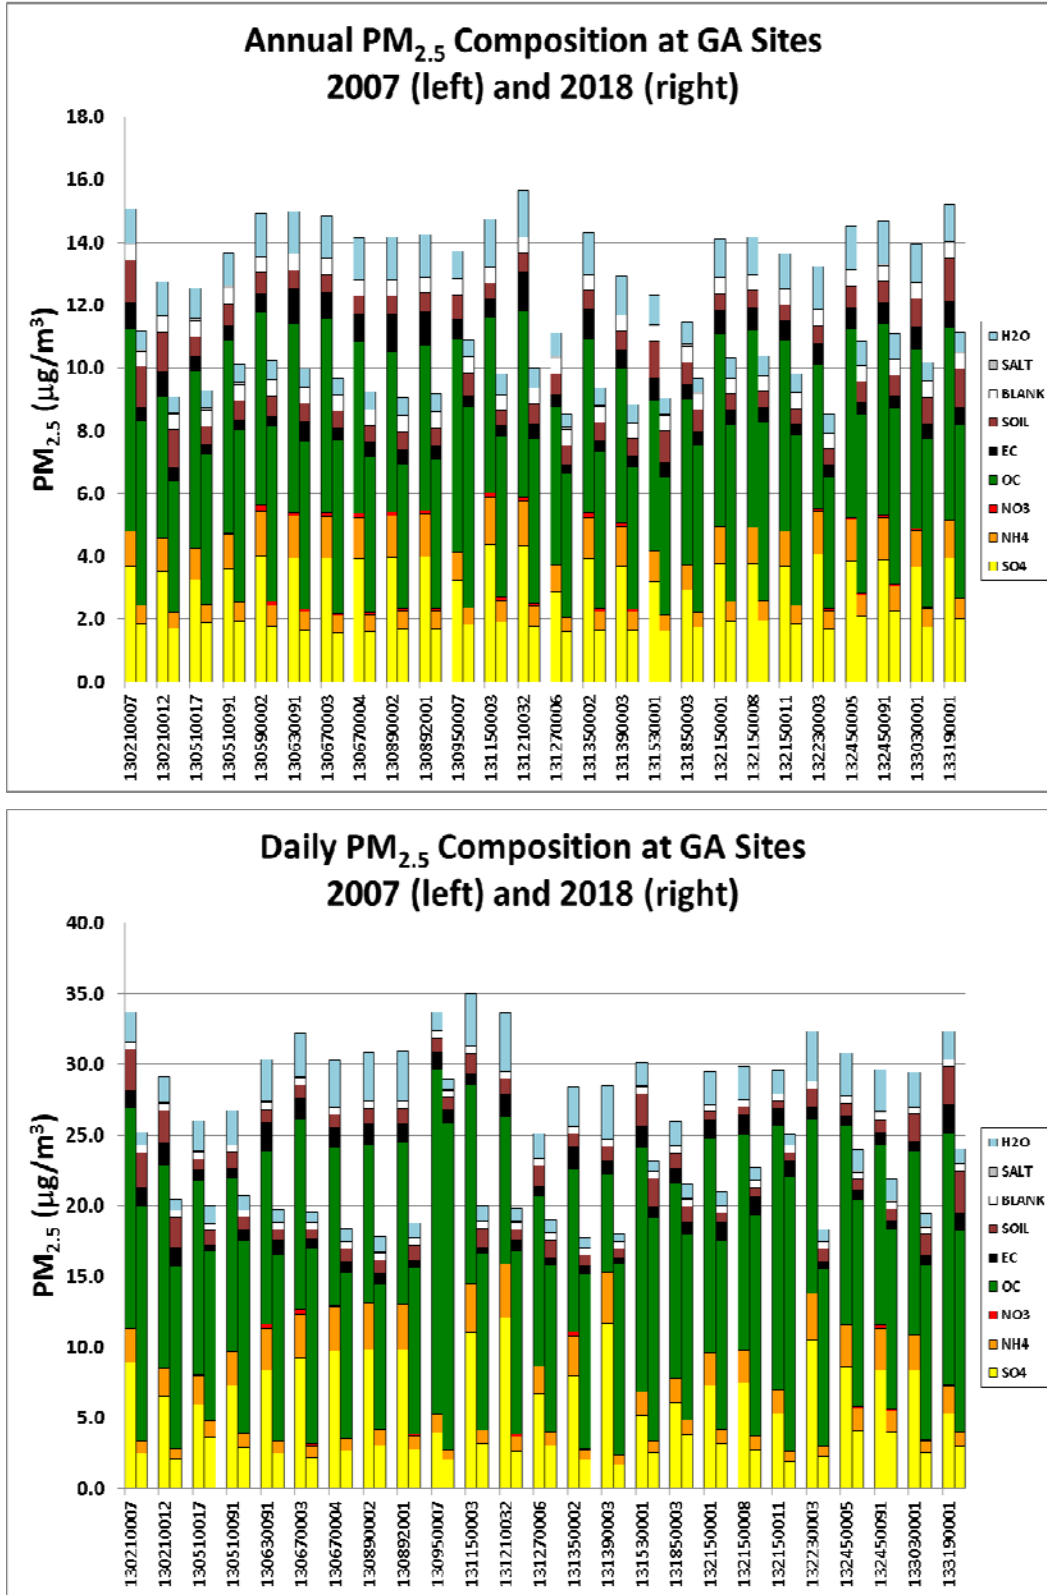 Annual PM2.5 Composition at GA Sites
2007 (left) and 2018 (right)
PM2.5 (µg/m3)
18.0
16.0
14.0
12.0
10.0
8.0
6.0
4.0
2.0
0.0
H2O
SALT
BLANK
SOIL
EC
OC
NO3
NH4
SO4
130210007
130210012
130510017
130510091
130590002
130630091
130670003
130670004
130890002
130892001
130950007
131150003
131210032
131270006
131350002
131390003
131530001
131850003
132150001
132150008
132150011
132230003
132450005
132450091
133030001
133190001
Daily PM2.5 Composition at GA Sites
2007 (left) and 2018 (right)
PM2.5 (µg/m3)
40.0
35.0
30.0
25.0
20.0
15.0
10.0
5.0
0.0
H2O
SALT
BLANK
SOIL
EC
OC
NO3
NH4
SO4
130210007
130210012
130510017
130510091
130630091
130670003
130670004
130890002
130892001
130950007
131150003
131210032
131270006
131350002
131390003
131530001
131850003
132150001
132150008
132150011
132230003
132450005
132450091
133030001
133190001